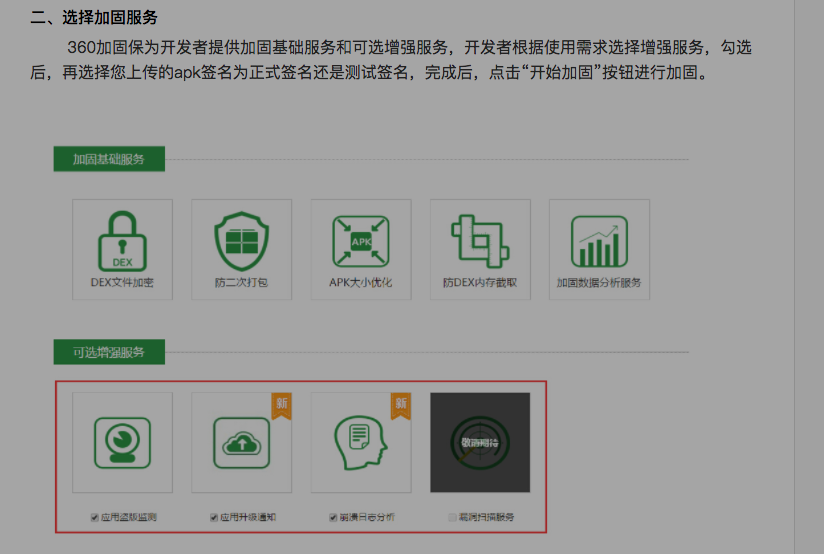 二、选择加固服务
360加固保为开发者提供加固基础服务和可选增强服务，开发者根据使用需求选择增强服务，勾选
后，再选择您上传的apk签名为正式签名还是测试签名，完成后，点击“开始加固”按钮进行加固。
加固基础服务
DEX
APK
DEX文件加密
防二次打包
APK大小优化
防DEX内存截取
加固数据分析服务
可选增强服务
新
新
敬请期待
应用盗版监测
应用升级通知
崩溃日志分析
漏洞扫描服务